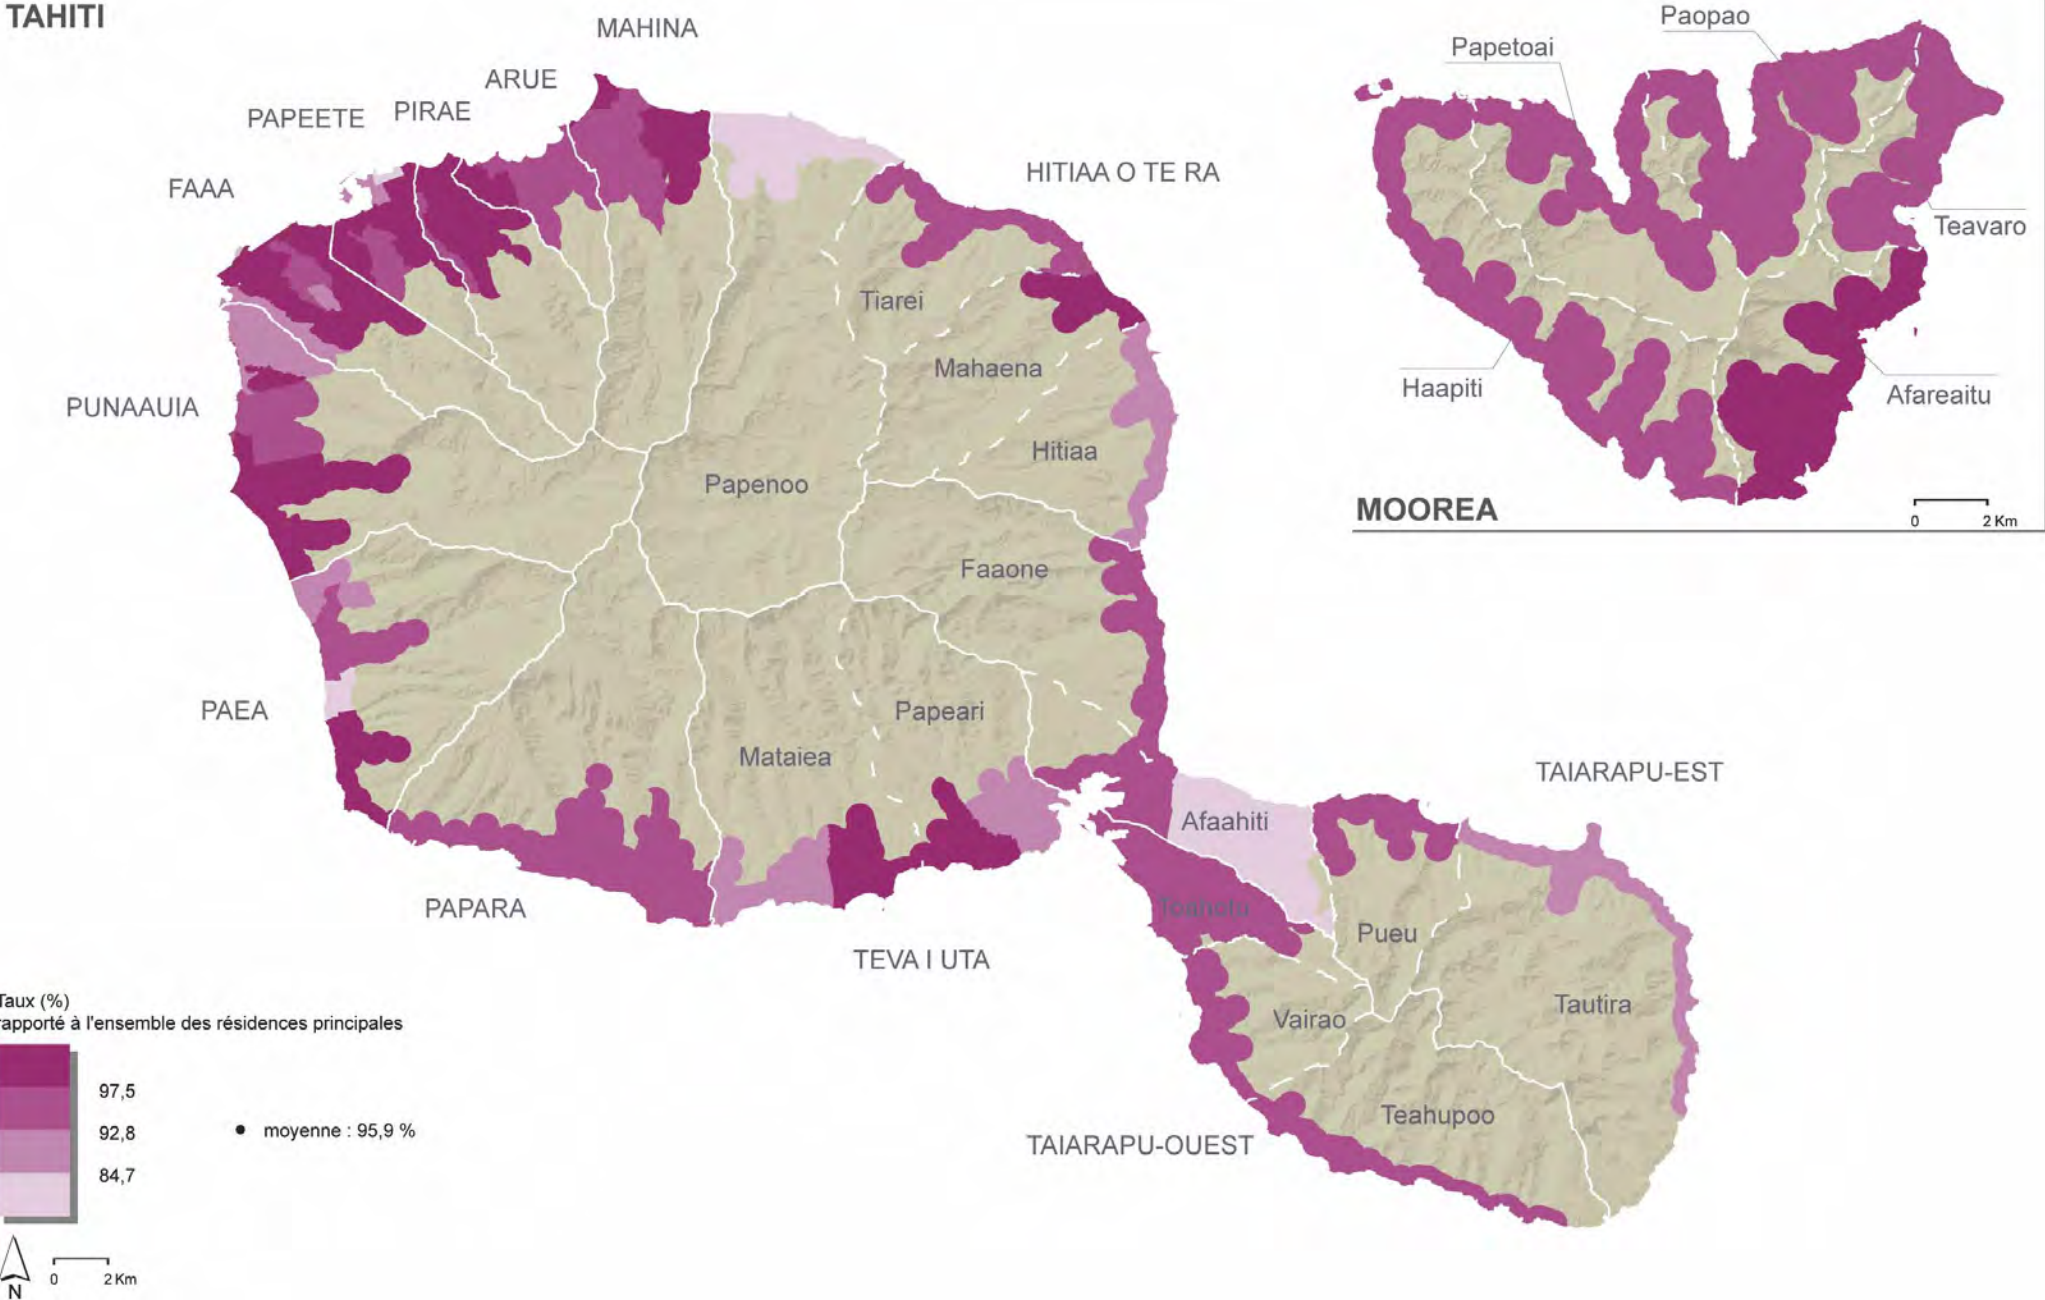 TAHITI
MAHINA
ARUE
PAPEETE
PIRAE
FAAA
HITIAA O TE RA
PUNAAUIA
PAEA
PAPARA
TEVA I UTA
TAIARAPU-EST
TAIARAPU-OUEST
Tiarei
Mahaena
Hitiaa
Papenoo
Faaone
Papeari
Mataiea
Afaahiti
Toahotu
Pueu
Vairao
Tautira
Teahupoo
Paopao
Papetoai
Teavaro
Haapiti
Afareaitu
MOOREA
0 2 Km
Taux (%)
rapporté à l'ensemble des résidences principales
97,5
92,8
84,7
moyenne : 95,9 %
0 2 Km
N